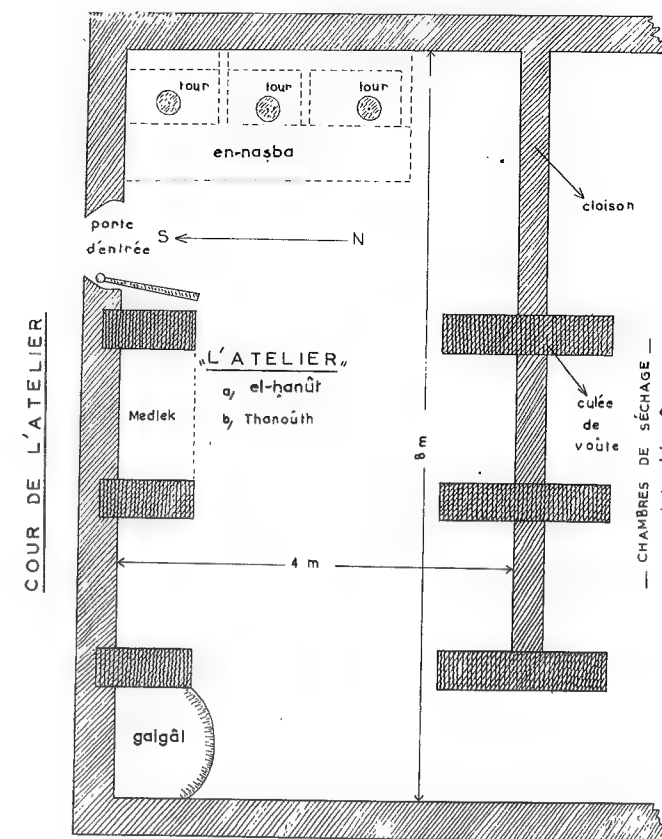 tour
tour
tour
en-naṣba
cloison
porte
d'entrée
S
N
COUR DE L'ATELIER
„L'ATELIER„
a, el-ḥanût
b, Thanoûth
Medlek
culée
de
voûte
— CHAMBRES DE SÉCHAGE —
8 m
4 m
galgâl